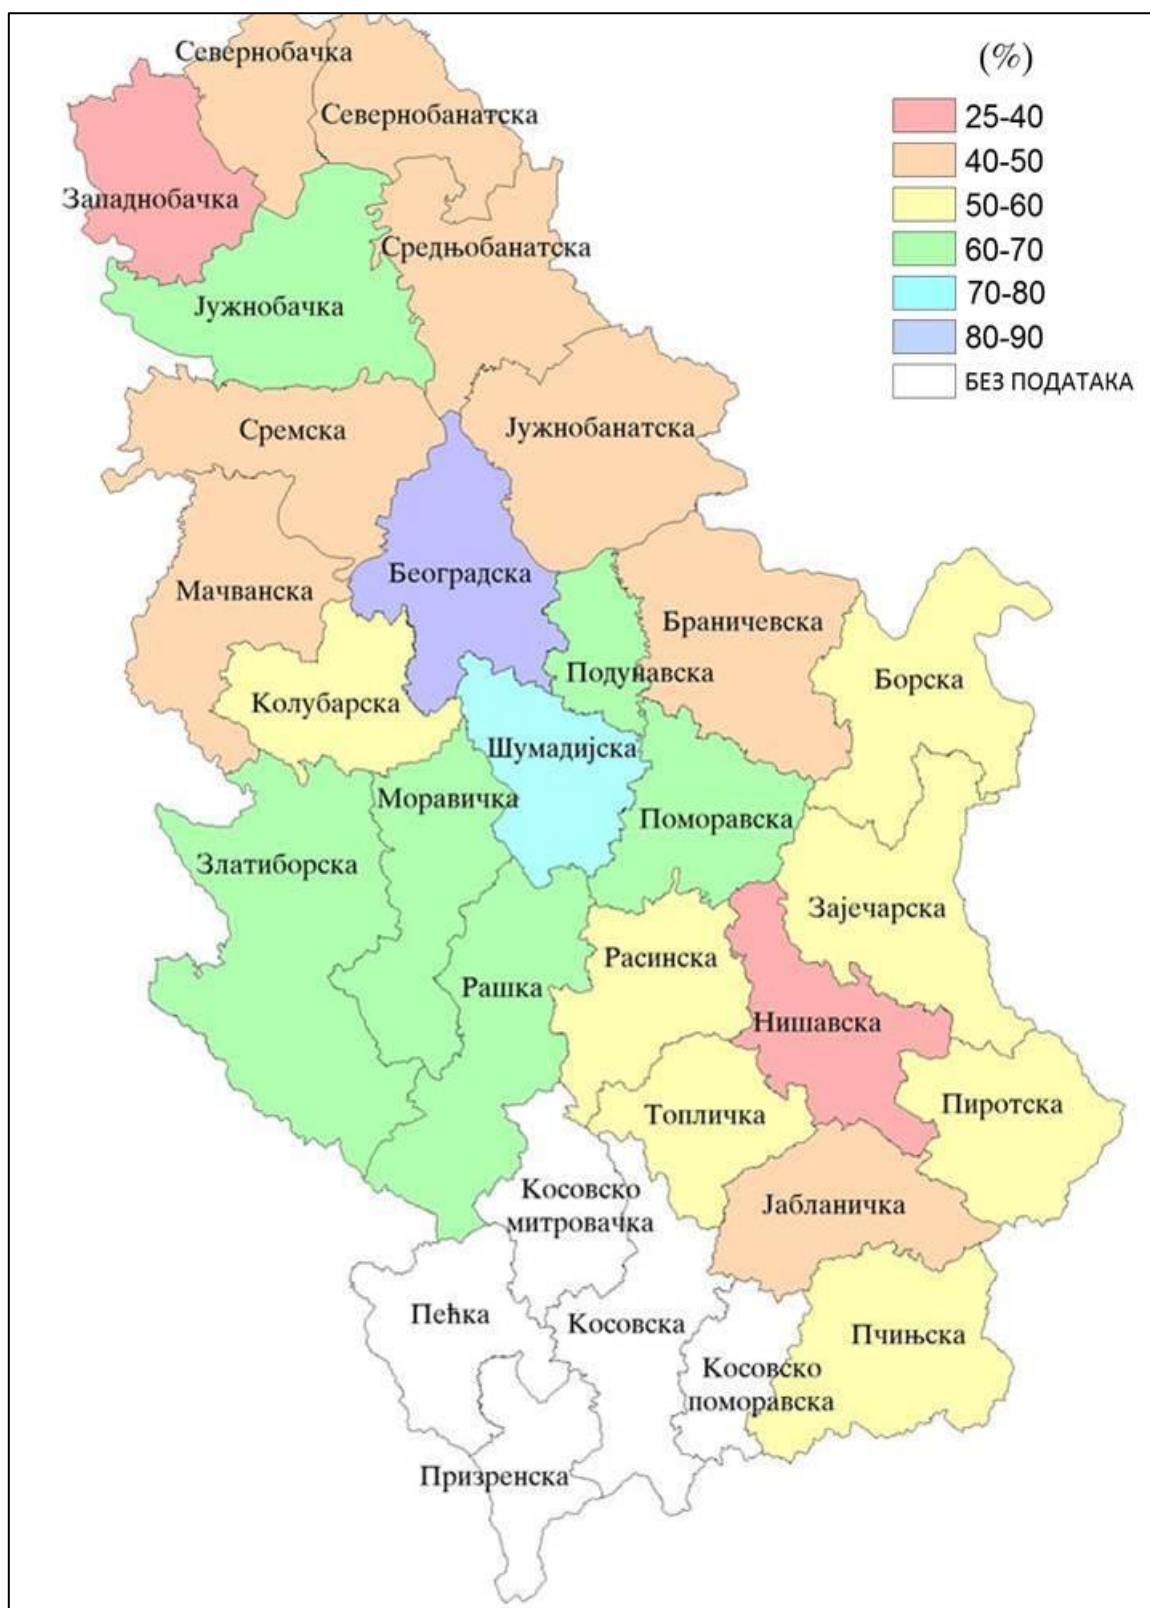 (%)
25-40
40-50
50-60
60-70
70-80
80-90
БЕЗ ПОДАТАКА
Севернобачка
Севернобанатска
Западнобачка
Средњобанатска
Јужнобачка
Сремска
Јужнобанатска
Београдска
Мачванска
Браничевска
Подунавска
Борска
Колубарска
Шумадијска
Моравичка
Поморавска
Златиборска
Зајечарска
Расинска
Рашка
Нишавска
Топличка
Пиротска
Косовско
митровачка
Јабланичка
Пећка
Косовска
Пчињска
Косовско
поморавска
Призренска